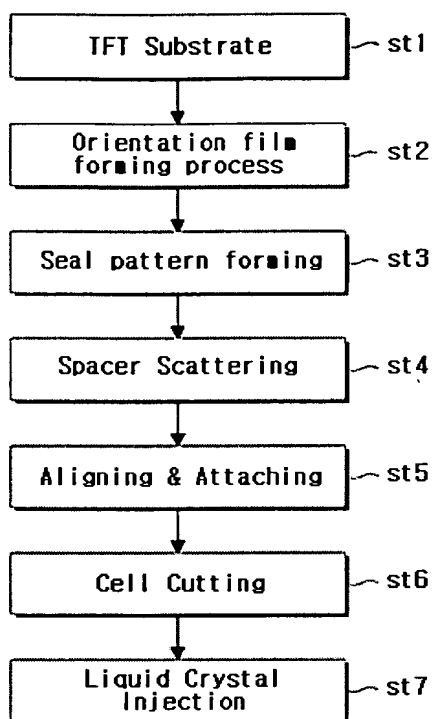 TFT Substrate st1
Orientation film
forming process st2
Seal pattern forming st3
Spacer Scattering st4
Aligning & Attaching st5
Cell Cutting st6
Liquid Crystal
Injection st7